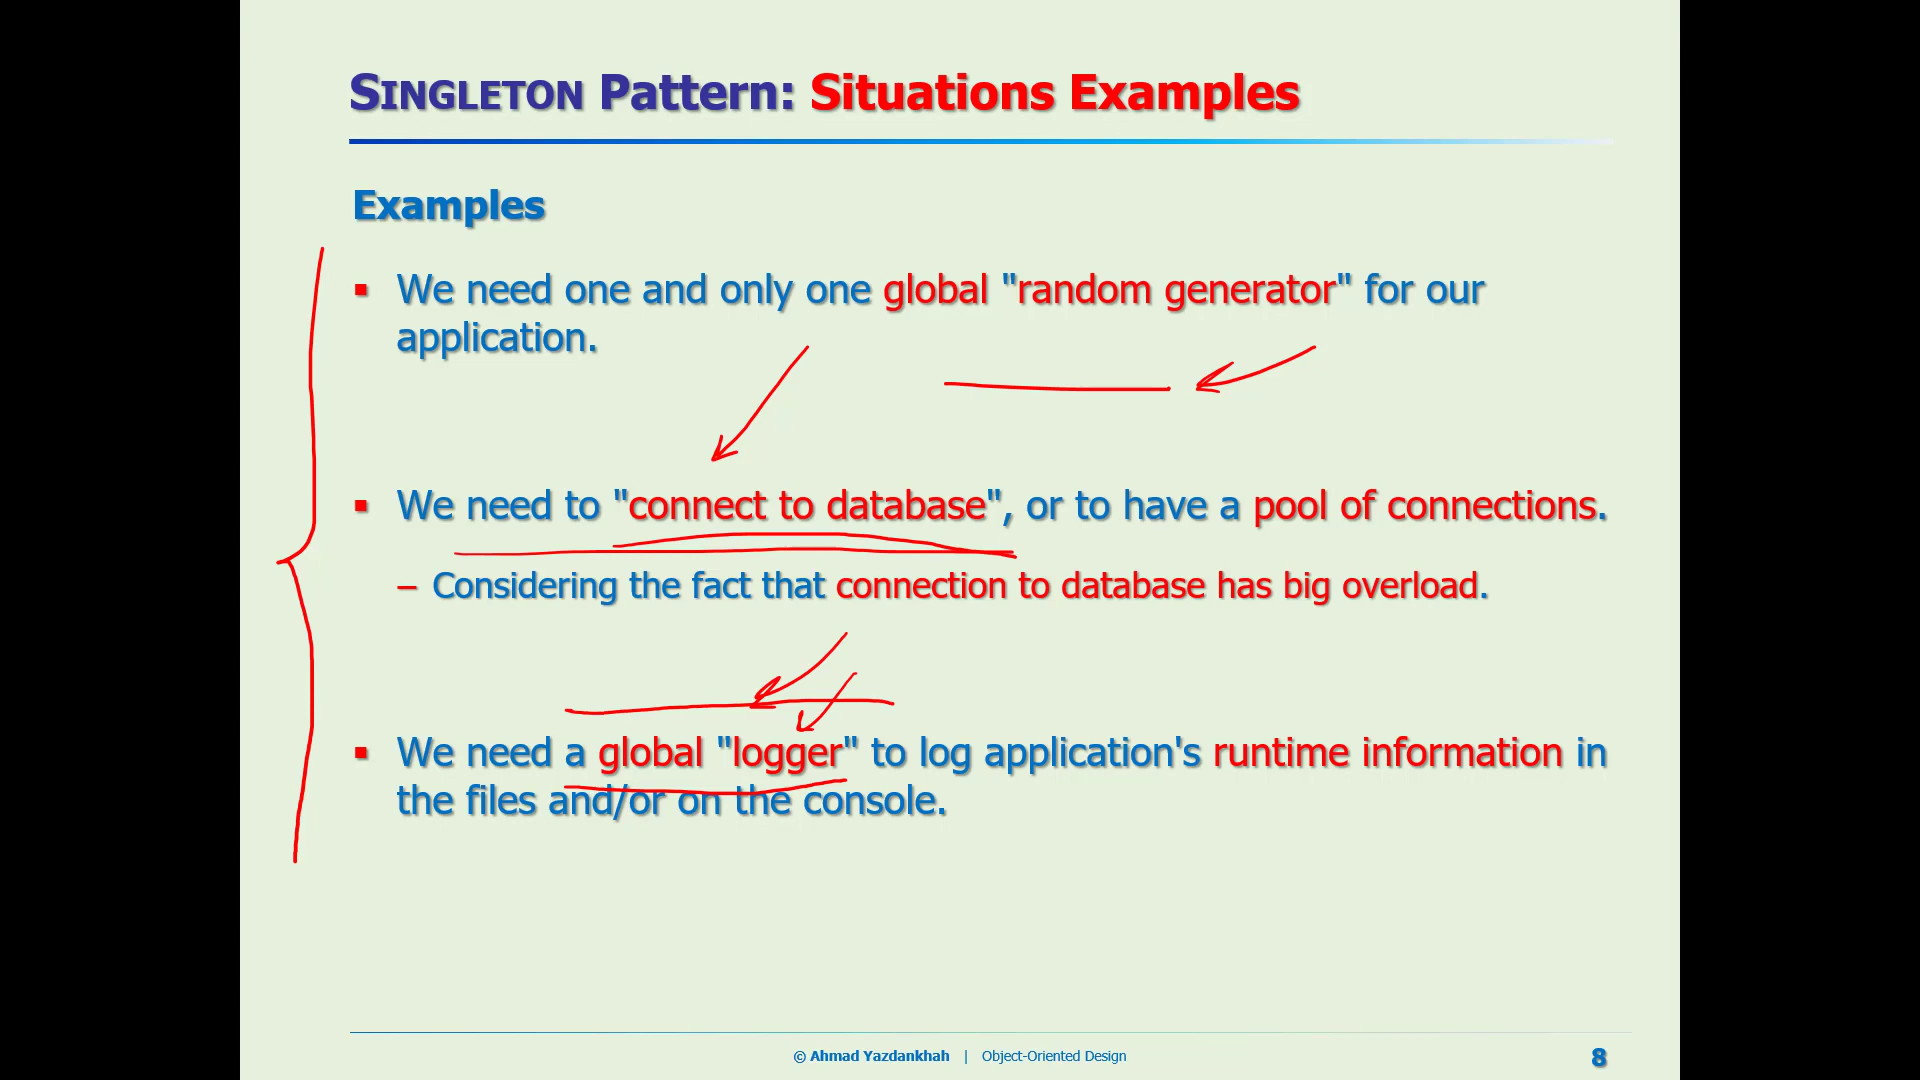 SINGLETON Pattern: Situations Examples
Examples
▪ We need one and only one global "random generator" for our
application.
▪ We need to "connect to database", or to have a pool of connections.
– Considering the fact that connection to database has big overload.
▪ We need a global "logger" to log application's runtime information in
the files and/or on the console.
© Ahmad Yazdankhah | Object-Oriented Design
8